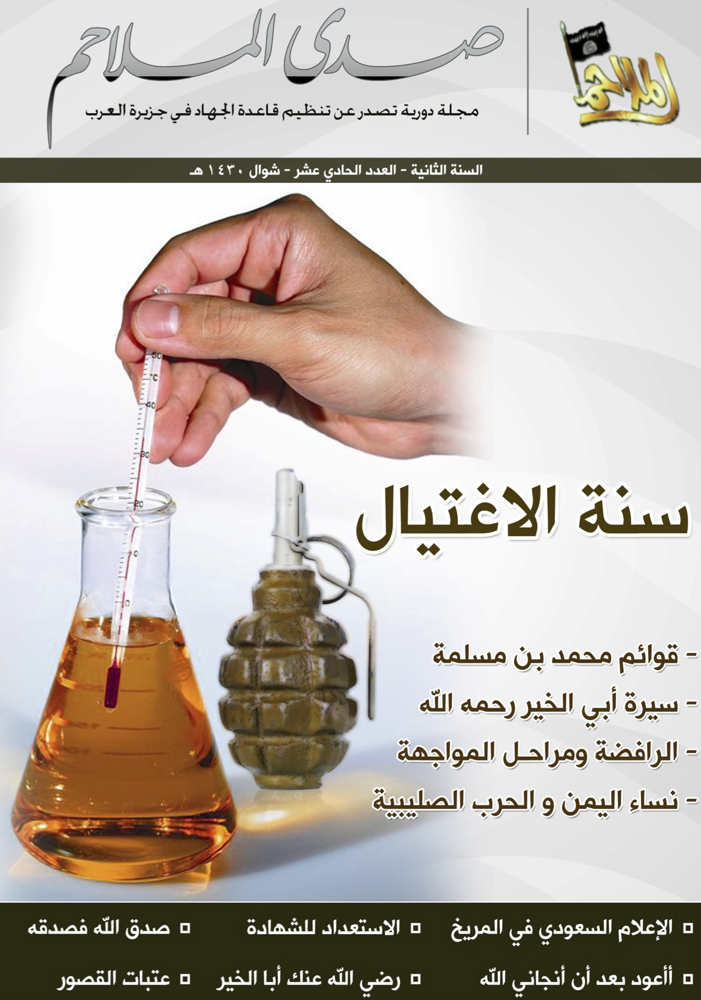 صدى الملاحم
الملاحم
مجلة دورية تصدر عن تنظيم قاعدة الجهاد في جزيرة العرب
السنة الثانية - العدد الحادي عشر - شوال ١٤٣٠ هـ
50
°C
40
30
20
10
0
سنة الاغتيال
- قوائم محمد بن مسلمة
- سيرة أبي الخير رحمه الله
- الرافضة ومراحل المواجهة
- نساء اليمن و الحرب الصليبية
الإعلام السعودي في المريخ
الاستعداد للشهادة
صدق الله فصدقه
أأعود بعد أن أنجاني الله
رضي الله عنك أبا الخير
عتبات القصور